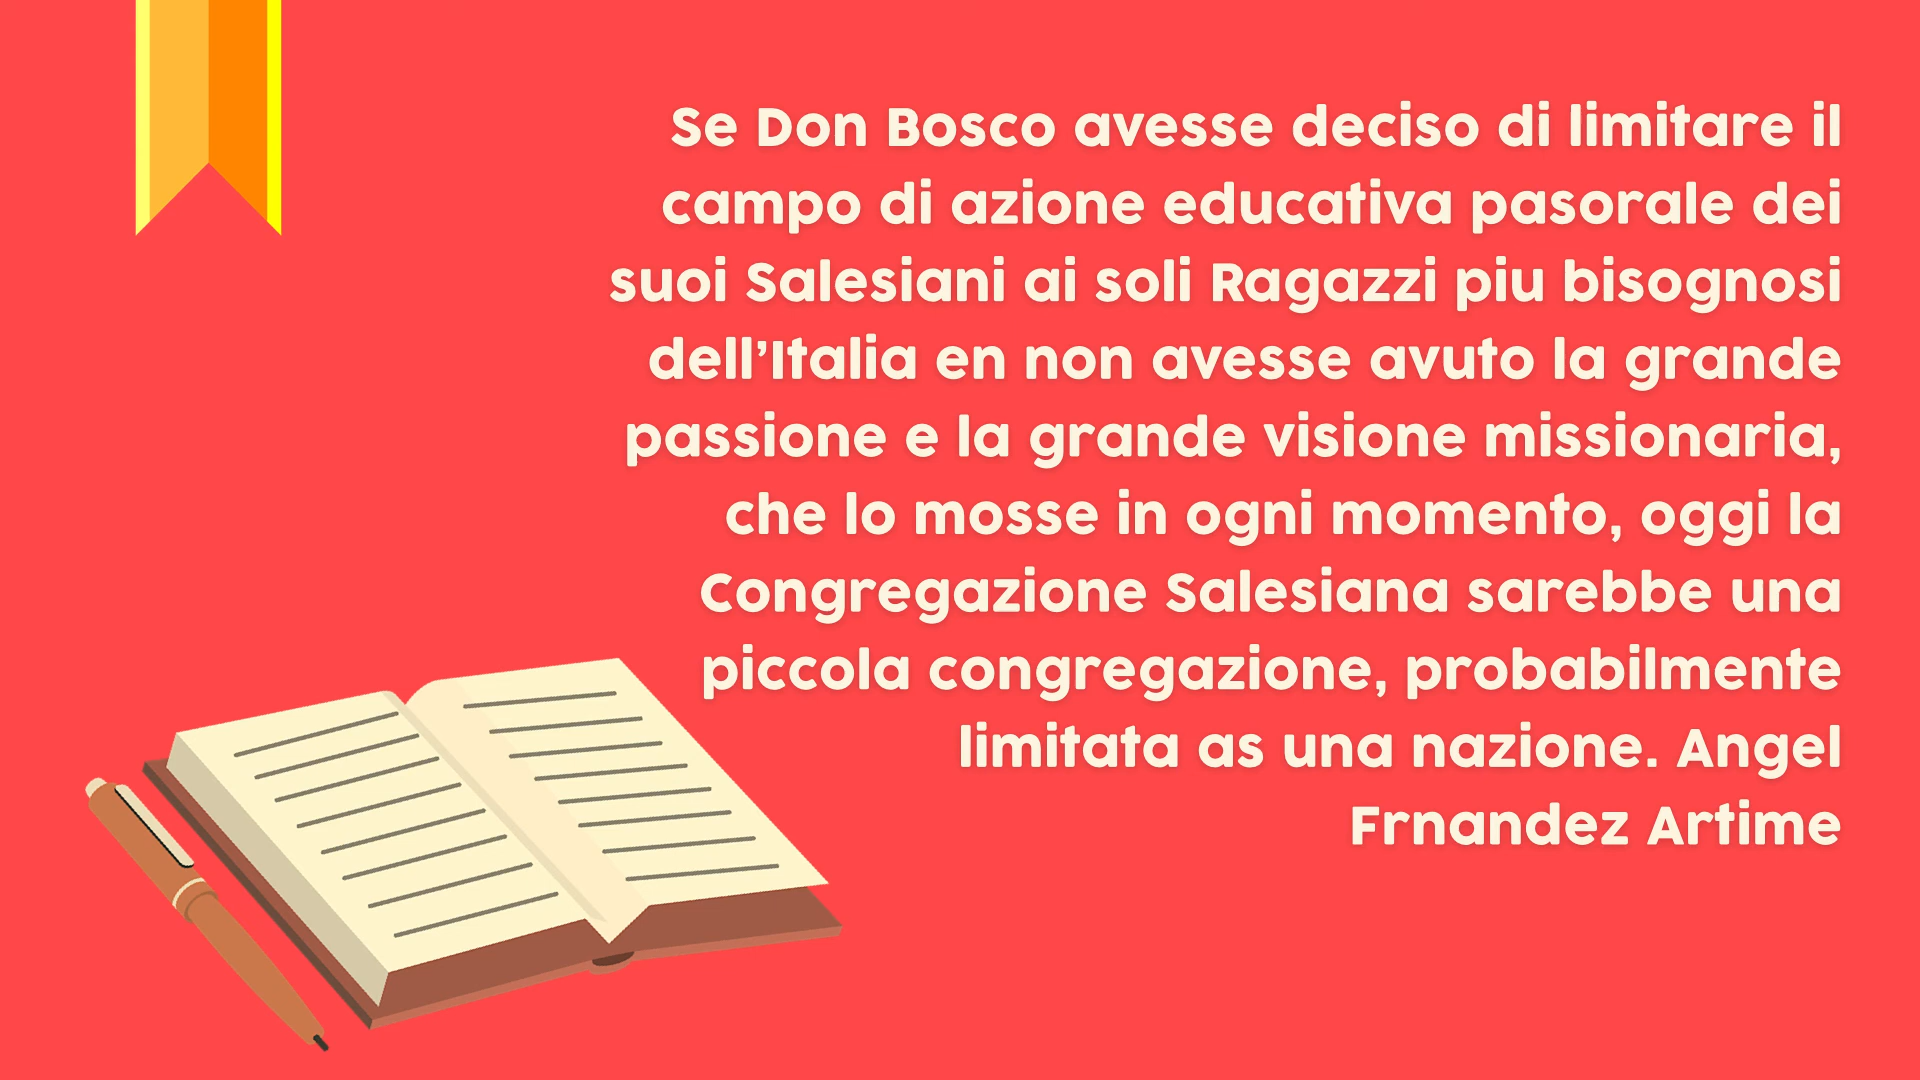 Se Don Bosco avesse deciso di limitare il
campo di azione educativa pasorale dei
suoi Salesiani ai soli Ragazzi piu bisognosi
dell’Italia en non avesse avuto la grande
passione e la grande visione missionaria,
che lo mosse in ogni momento, oggi la
Congregazione Salesiana sarebbe una
piccola congregazione, probabilmente
limitata as una nazione. Angel
Frnandez Artime